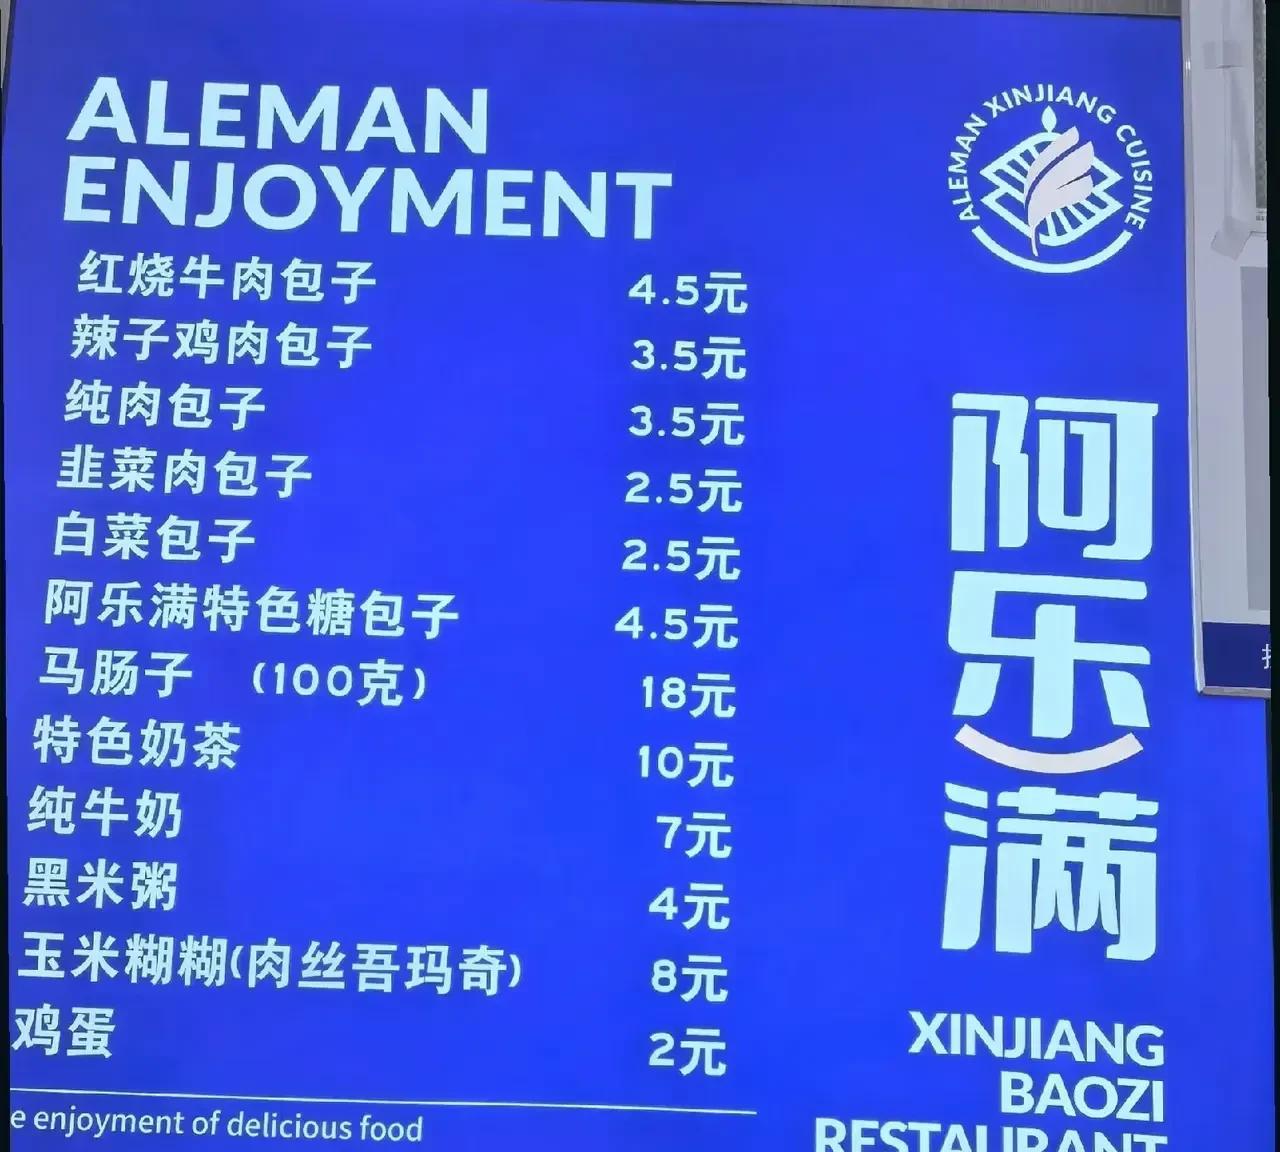 ALEMAN
ENJOYMENT
红烧牛肉包子 4.5元
辣子鸡肉包子 3.5元
纯肉包子 3.5元
韭菜肉包子 2.5元
白菜包子 2.5元
阿乐满特色糖包子 4.5元
马肠子 (100克) 18元
特色奶茶 10元
纯牛奶 7元
黑米粥 4元
玉米糊糊(肉丝吾玛奇) 8元
鸡蛋 2元
e enjoyment of delicious food
ALEMAN XINJIANG CUISINE
阿乐满
XINJIANG
BAOZI
RESTAURANT